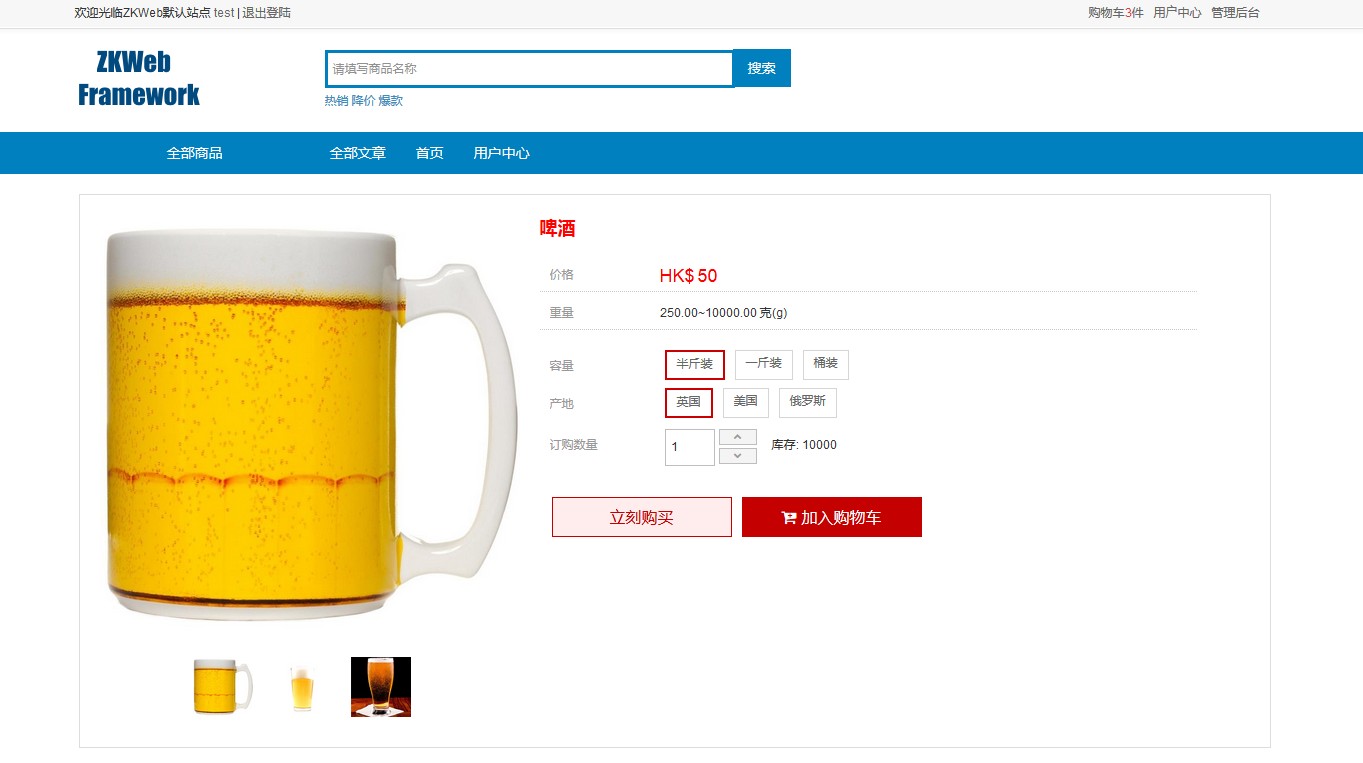 欢迎光临ZKWeb默认站点 test | 退出登陆
购物车3件 用户中心 管理后台
ZKWeb
Framework
请填写商品名称
搜索
热销 降价 爆款
全部商品 全部文章 首页 用户中心
啤酒
价格 HK$ 50
重量 250.00~10000.00 克(g)
容量 半斤装 一斤装 桶装
产地 英国 美国 俄罗斯
订购数量 1 库存: 10000
立刻购买 加入购物车